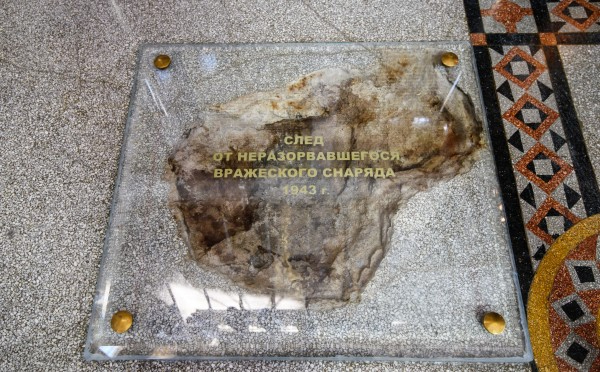 СЛЕД
ОТ НЕРАЗОРВАВШЕГОСЯ
ВРАЖЕСКОГО СНАРЯДА
1943 г.